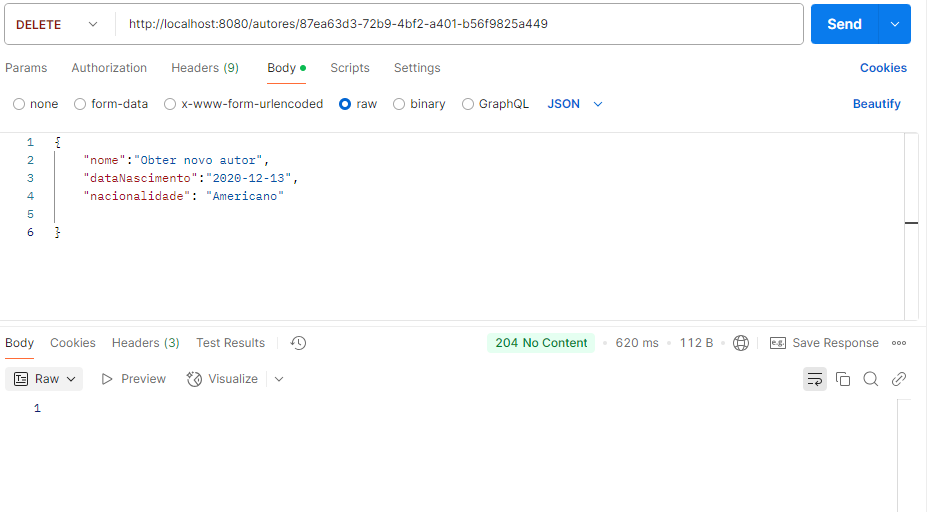 DELETE http://localhost:8080/autores/87ea63d3-72b9-4bf2-a401-b56f9825a449 Send
Params Authorization Headers (9) Body Scripts Settings Cookies
none form-data x-www-form-urlencoded raw binary GraphQL JSON Beautify
1 {
2 "nome":"Obter novo autor",
3 "dataNascimento":"2020-12-13",
4 "nacionalidade": "Americano"
5
6 }
Body Cookies Headers (3) Test Results 204 No Content • 620 ms • 112 B • e.g. Save Response
Raw Preview Visualize
1